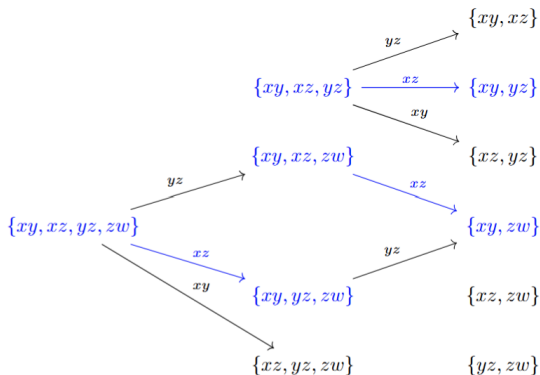 {xy, xz}
yz
{xy, xz, yz}
xz
{xy, yz}
xy
{xy, xz, zw}
{xz, yz}
yz
xz
{xy, xz, yz, zw}
{xy, zw}
xz
yz
xy
{xy, yz, zw}
{xz, zw}
{xz, yz, zw}
{yz, zw}